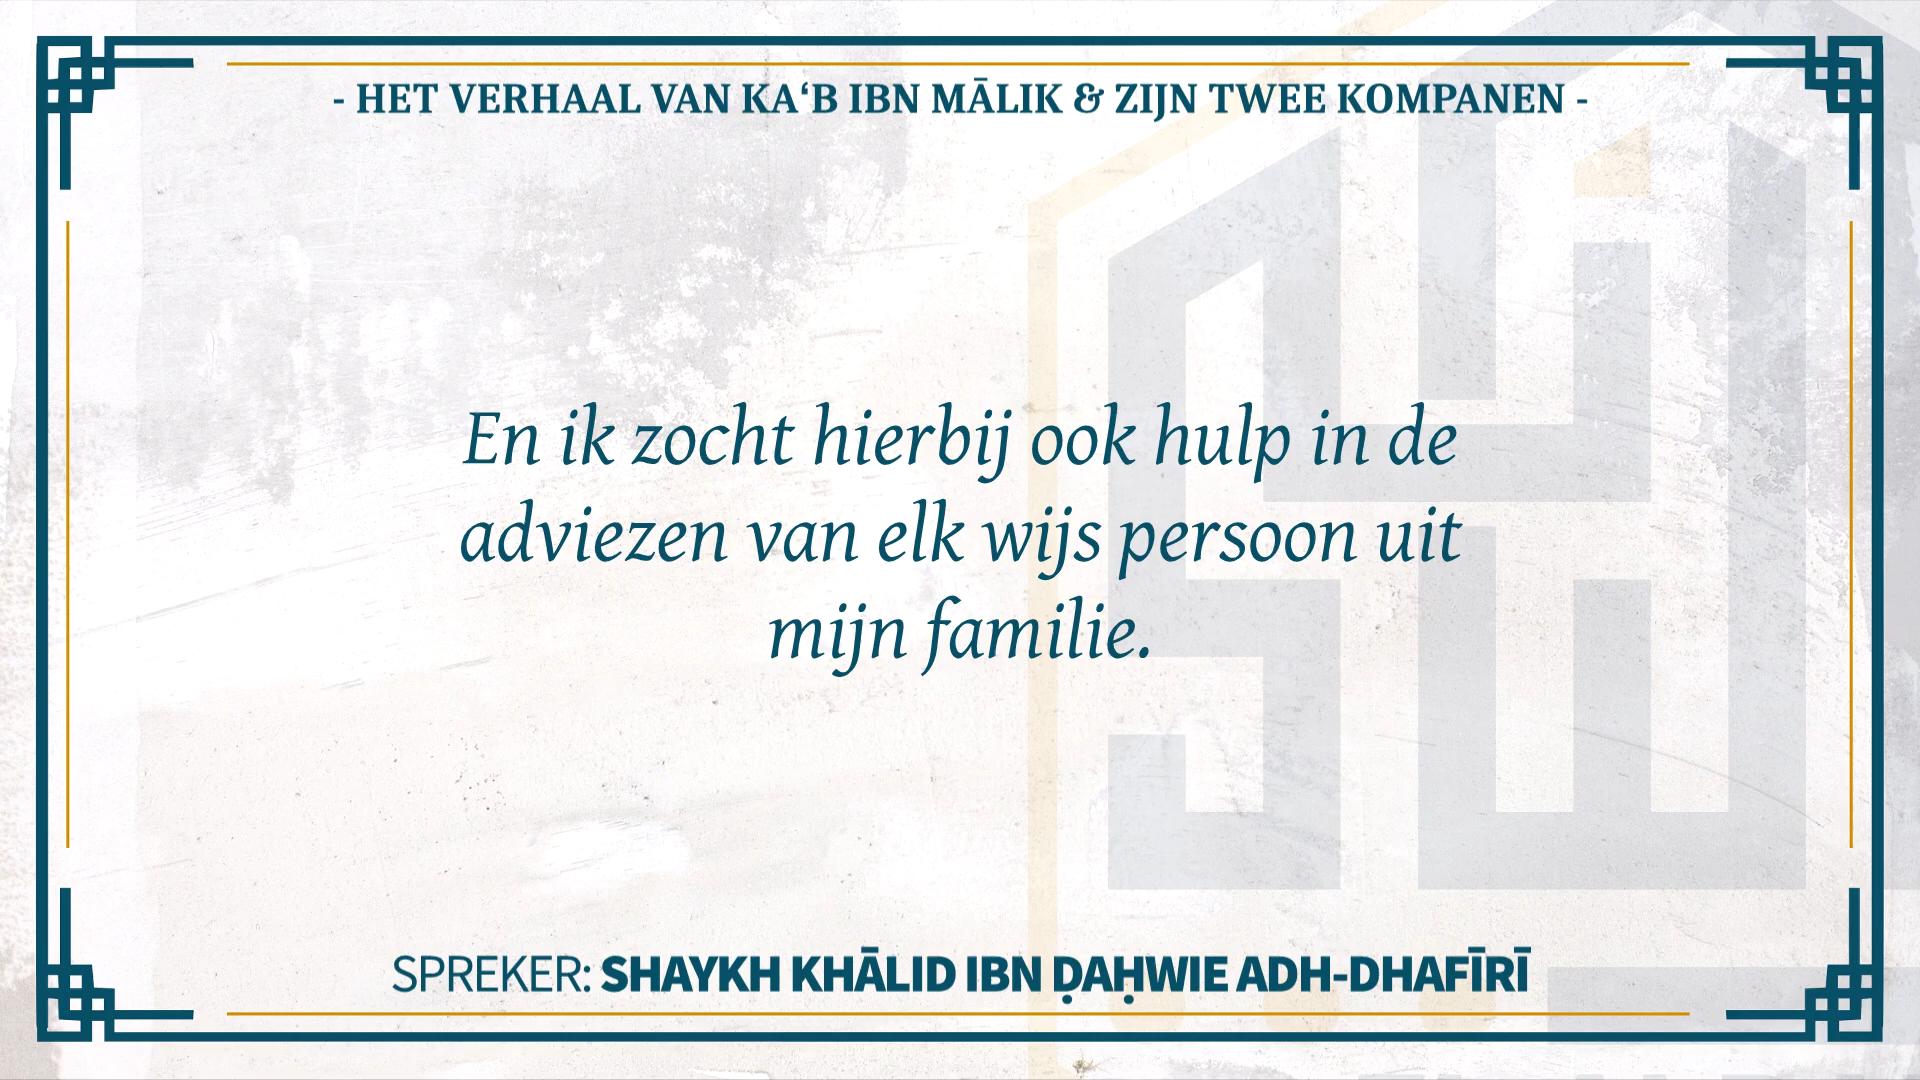 - HET VERHAAL VAN KAʻB IBN MĀLIK & ZIJN TWEE KOMPANEN -
En ik zocht hierbij ook hulp in de
adviezen van elk wijs persoon uit
mijn familie.
SPREKER: SHAYKH KHĀLID IBN ḌAḤWIE ADH-DHAFĪRĪ